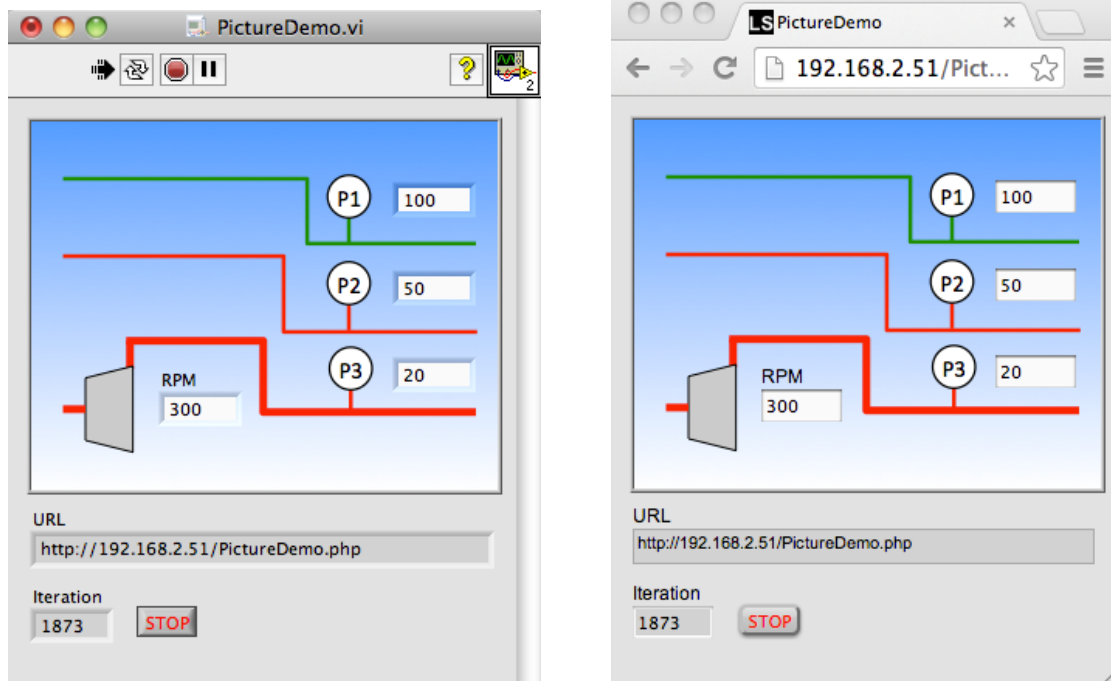 PictureDemo.vi
2
P1
100
P2
50
P3
20
RPM
300
URL
http://192.168.2.51/PictureDemo.php
Iteration
1873
STOP
LS PictureDemo
192.168.2.51/Pict...
P1
100
P2
50
P3
20
RPM
300
URL
http://192.168.2.51/PictureDemo.php
Iteration
1873
STOP